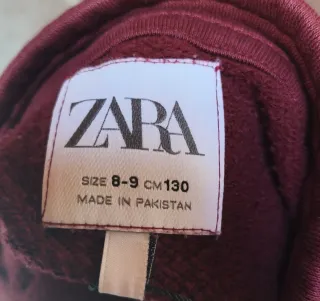 ZARA
SIZE 8-9 CM 130
MADE IN PAKISTAN